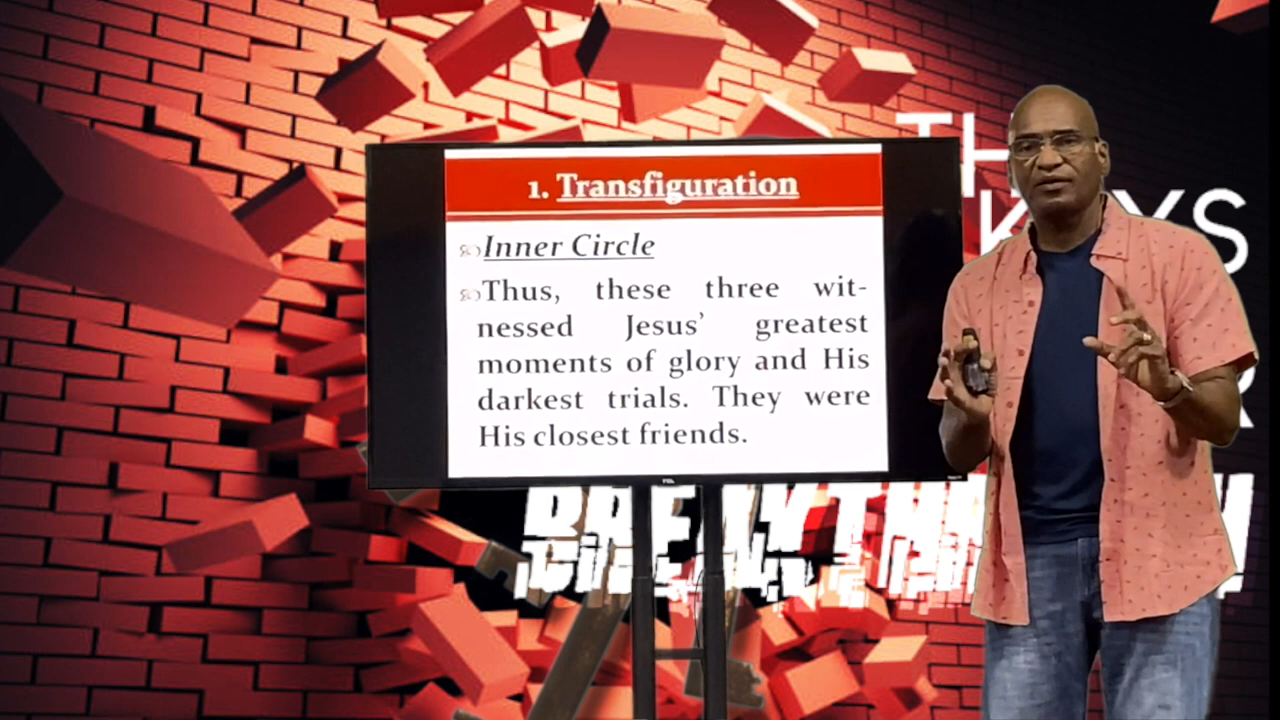 1. Transfiguration
Inner Circle
Thus, these three wit-
nessed Jesus' greatest
moments of glory and His
darkest trials. They were
His closest friends.